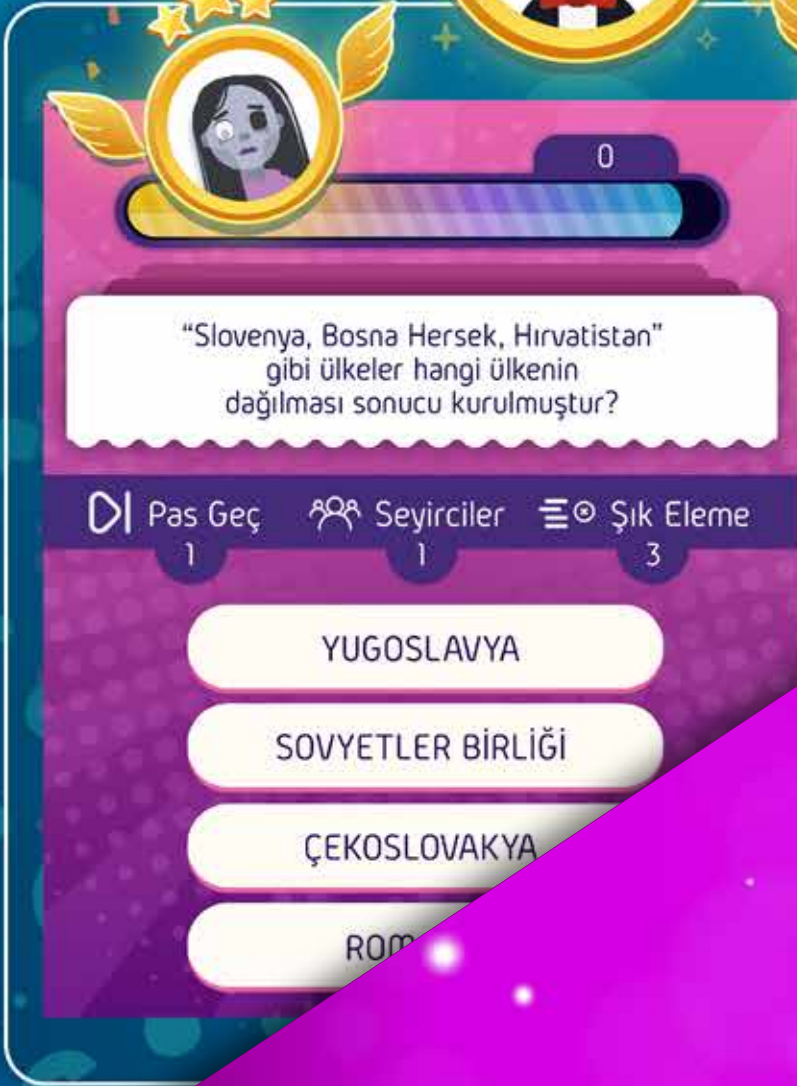 0
“Slovenya, Bosna Hersek, Hırvatistan”
gibi ülkeler hangi ülkenin
dağılması sonucu kurulmuştur?
Pas Geç Seyirciler Şık Eleme
1 1 3
YUGOSLAVYA
SOVYETLER BİRLİĞİ
ÇEKOSLOVAKYA